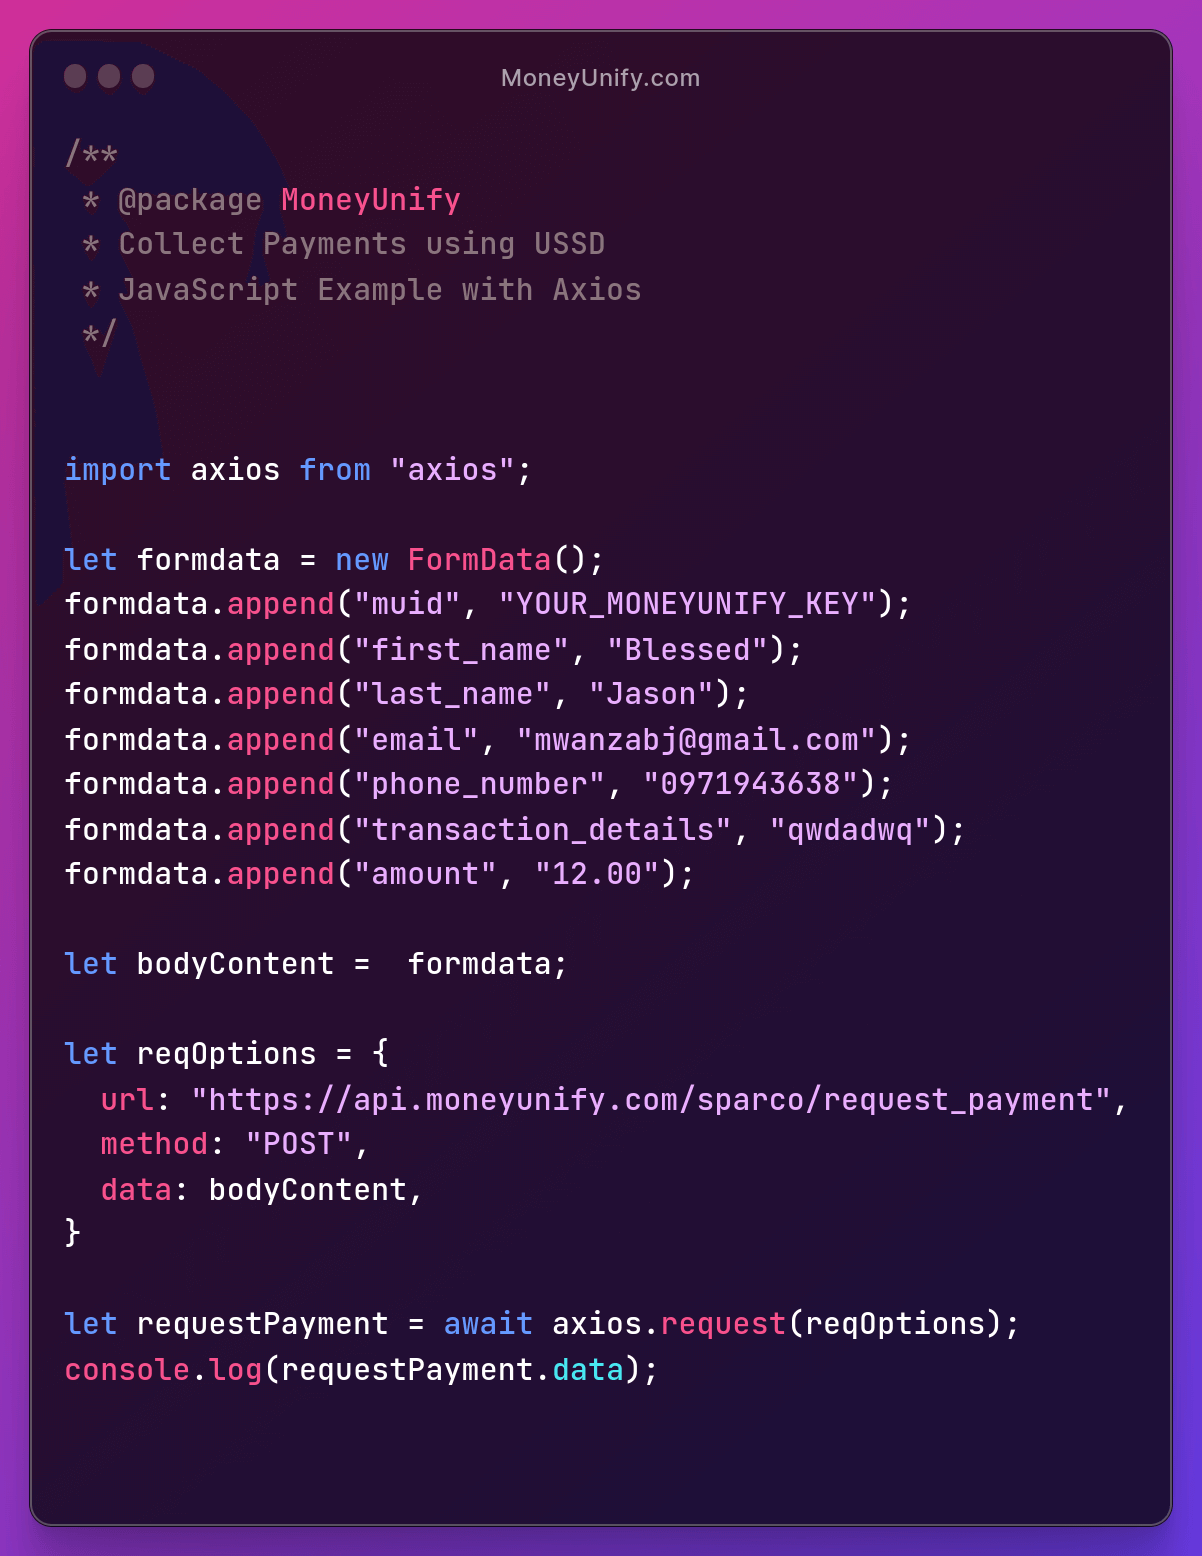 MoneyUnify.com
/**
 * @package MoneyUnify
 * Collect Payments using USSD
 * JavaScript Example with Axios
 */
import axios from "axios";
let formdata = new FormData();
formdata.append("muid", "YOUR_MONEYUNIFY_KEY");
formdata.append("first_name", "Blessed");
formdata.append("last_name", "Jason");
formdata.append("email", "mwanzabj@gmail.com");
formdata.append("phone_number", "0971943638");
formdata.append("transaction_details", "qwdadwq");
formdata.append("amount", "12.00");
let bodyContent =  formdata;
let reqOptions = {
  url: "https://api.moneyunify.com/sparco/request_payment",
  method: "POST",
  data: bodyContent,
}
let requestPayment = await axios.request(reqOptions);
console.log(requestPayment.data);